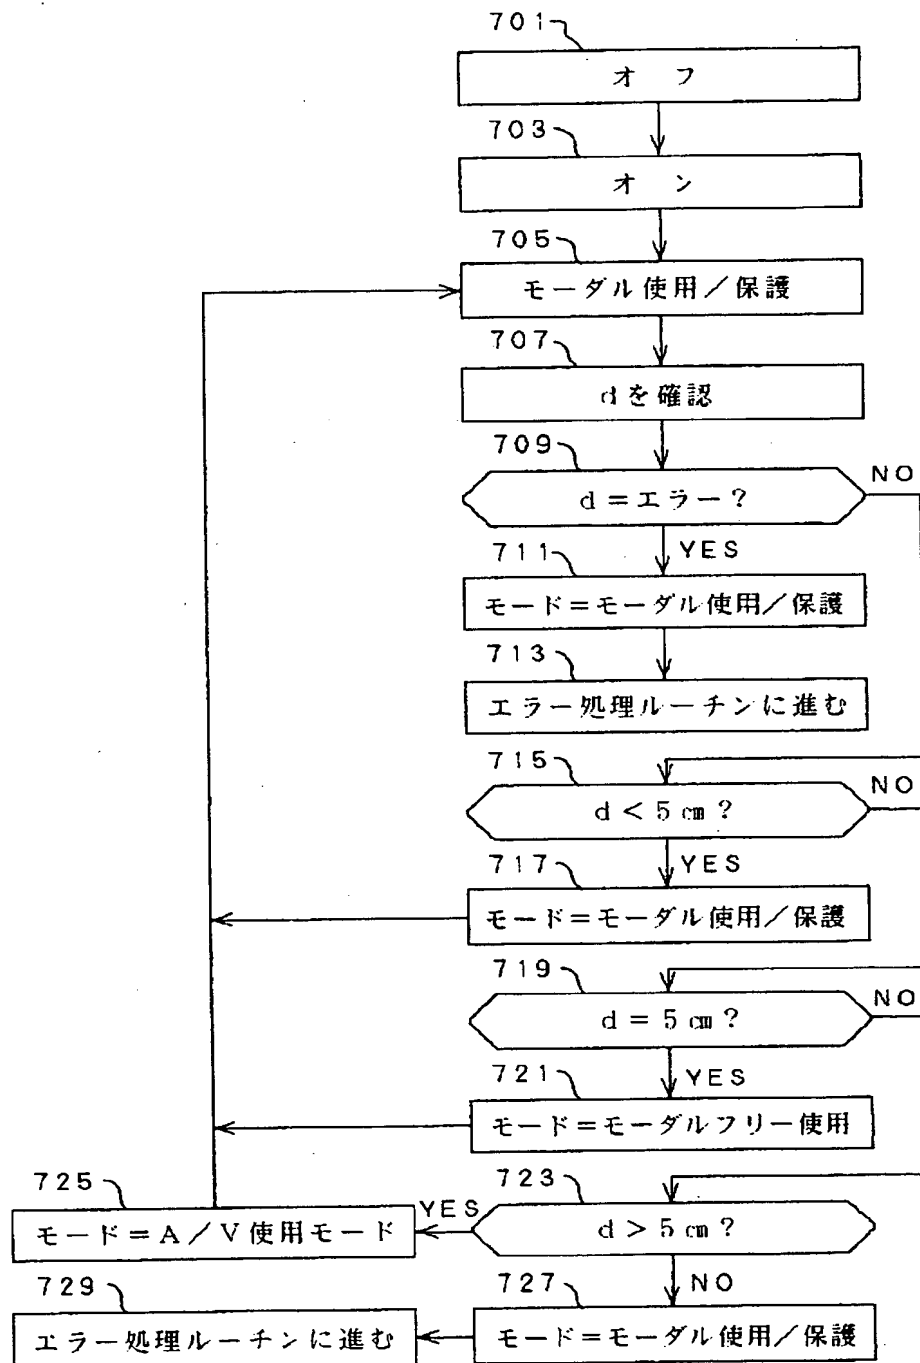 701
オフ
703
オン
705
モーダル使用／保護
707
dを確認
709
d＝エラー？
NO
YES
711
モード＝モーダル使用／保護
713
エラー処理ルーチンに進む
715
d＜5㎝？
NO
YES
717
モード＝モーダル使用／保護
719
d＝5㎝？
NO
YES
721
モード＝モーダルフリー使用
723
d＞5㎝？
YES
725
モード＝A／V使用モード
NO
727
モード＝モーダル使用／保護
729
エラー処理ルーチンに進む